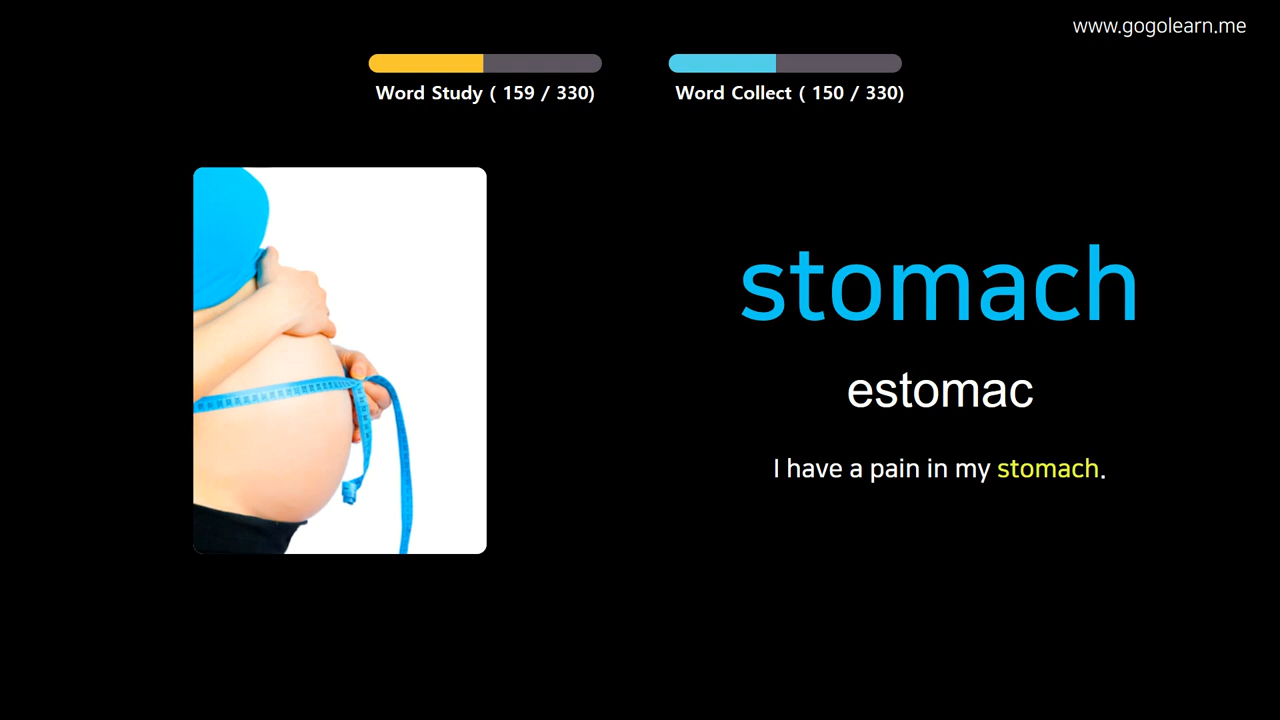 www.gogolearn.me
Word Study ( 159 / 330)
Word Collect ( 150 / 330)
stomach
estomac
I have a pain in my stomach.